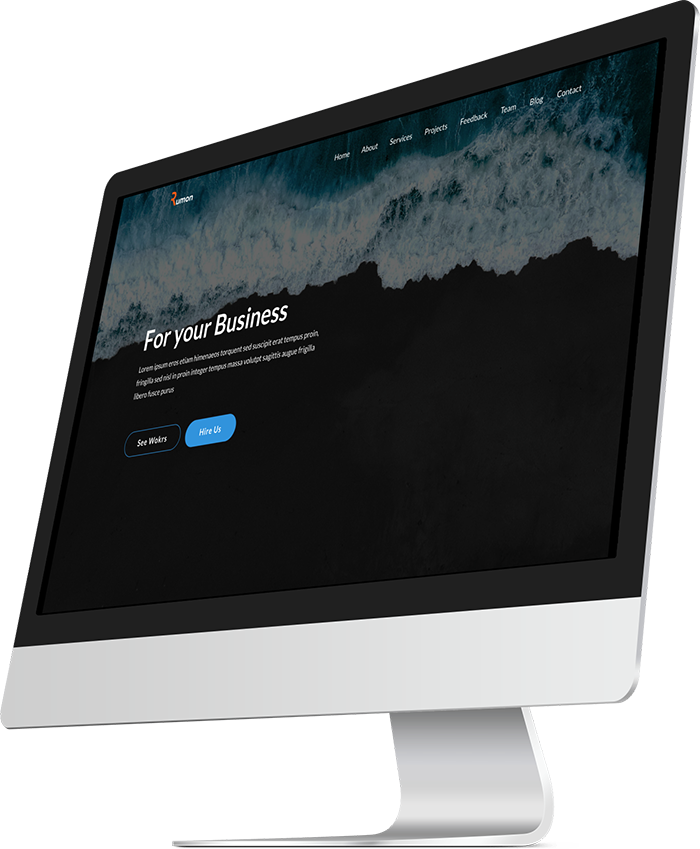 Home About Services Projects Feedback Team Blog Contact
Rumon
For your Business
Lorem ipsum eros etiam himenaeos torquent sed suscipit erat tempus proin,
fringilla sed nisl in proin integer tempus massa volutpt sagittis augue frigilla
libero fusce purus
See Wokrs Hire Us